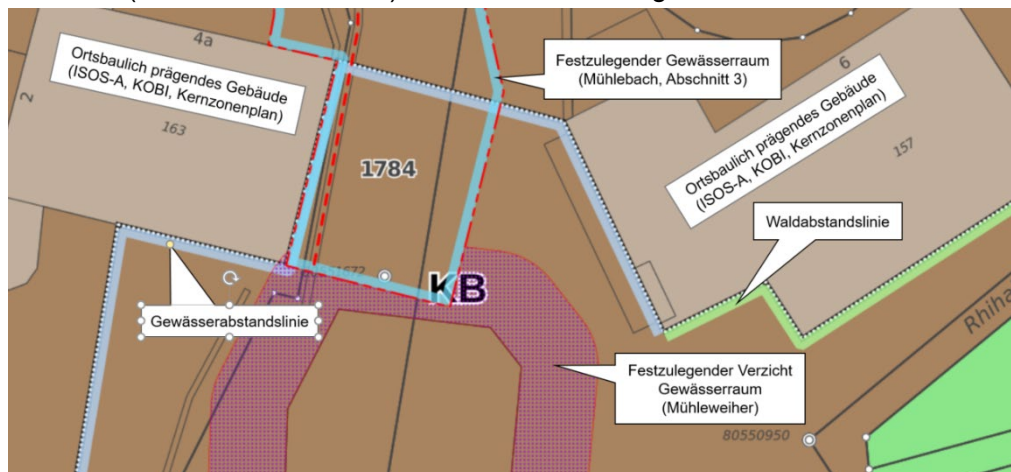 4a
Ortsbaulich prägendes Gebäude
(ISOS-A, KOBI, Kernzonenplan)
2
163
Festzulegender Gewässerraum
(Mühlebach, Abschnitt 3)
6
Ortsbaulich prägendes Gebäude
(ISOS-A, KOBI, Kernzonenplan)
157
1784
Waldabstandslinie
KB
Gewässerabstandslinie
Rhiha
Festzulegender Verzicht
Gewässerraum
(Mühleweiher)
80550950